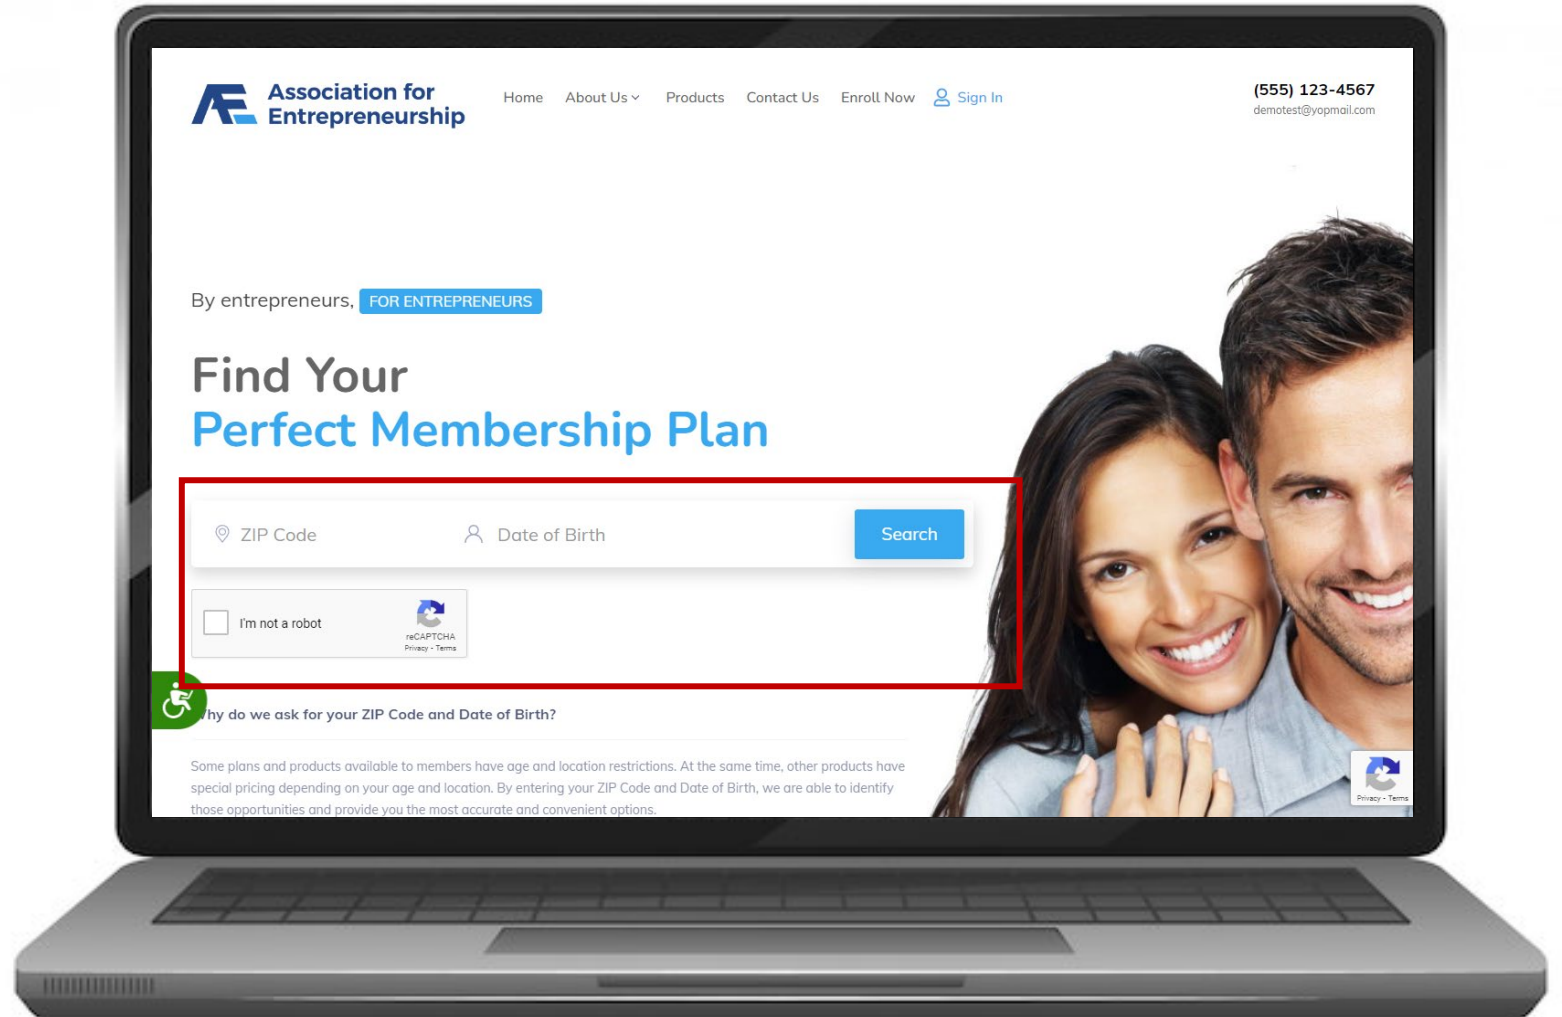 Association for
Entrepreneurship
Home About Us Products Contact Us Enroll Now Sign In
(555) 123-4567
demotest@yopmail.com
By entrepreneurs, FOR ENTREPRENEURS
Find Your
Perfect Membership Plan
ZIP Code Date of Birth Search
I'm not a robot
reCAPTCHA
Privacy - Terms
hy do we ask for your ZIP Code and Date of Birth?
Some plans and products available to members have age and location restrictions. At the same time, other products have
special pricing depending on your age and location. By entering your ZIP Code and Date of Birth, we are able to identify
those opportunities and provide you the most accurate and convenient options.
Privacy - Terms